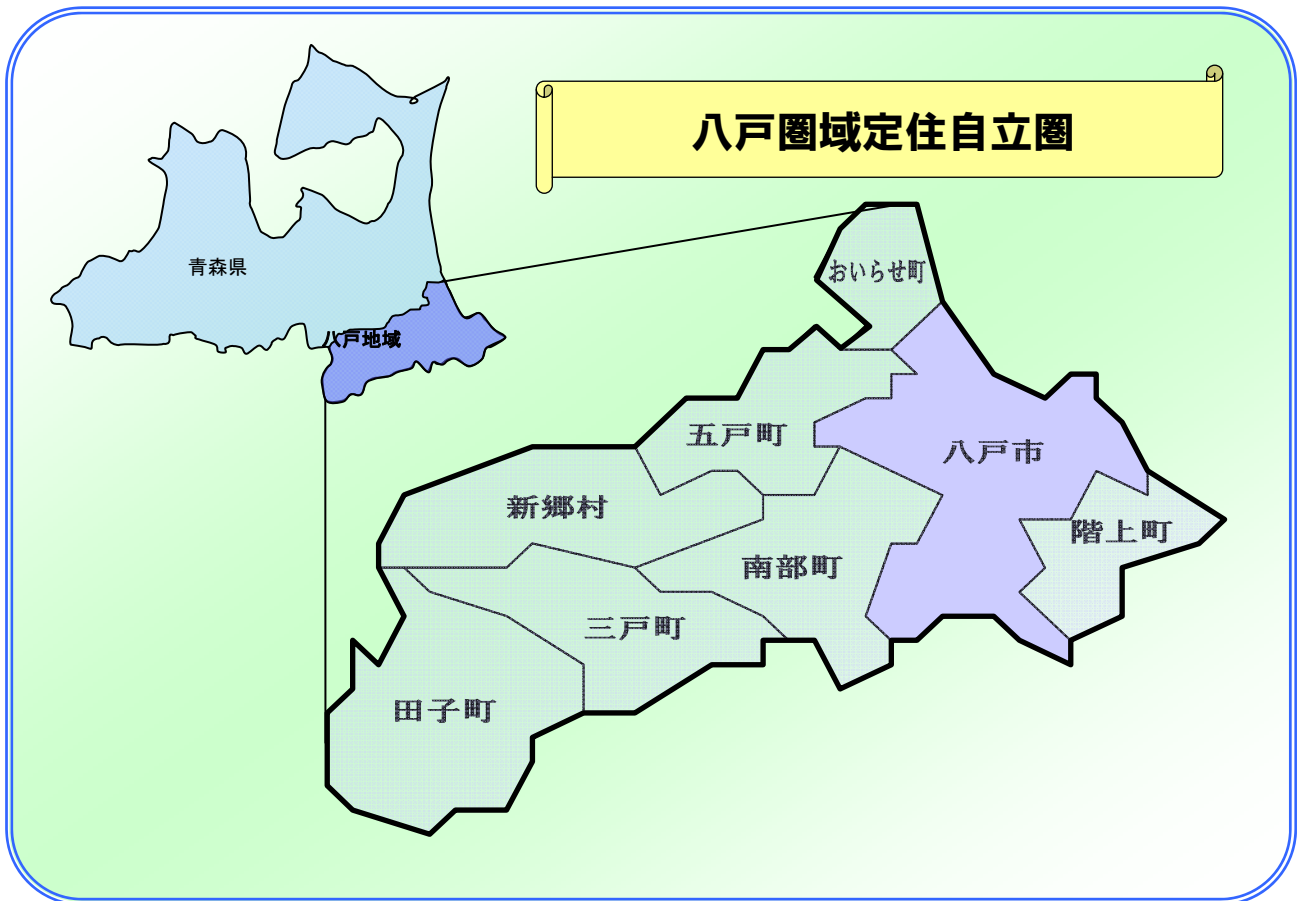 八戸圏域定住自立圏
青森県
八戸地域
おいらせ町
五戸町
八戸市
新郷村
階上町
南部町
三戸町
田子町